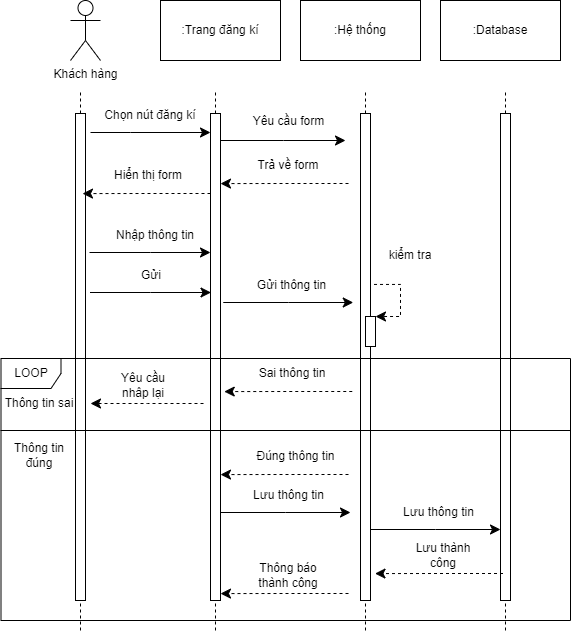 :Trang đăng kí
:Hệ thống
:Database
Khách hàng
Chọn nút đăng kí
Yêu cầu form
Trả về form
Hiển thị form
Nhập thông tin
kiểm tra
Gửi
Gửi thông tin
LOOP
Sai thông tin
Yêu cầu
nhâp lại
Thông tin sai
Thông tin
đúng
Đúng thông tin
Lưu thông tin
Lưu thông tin
Lưu thành
công
Thông báo
thành công